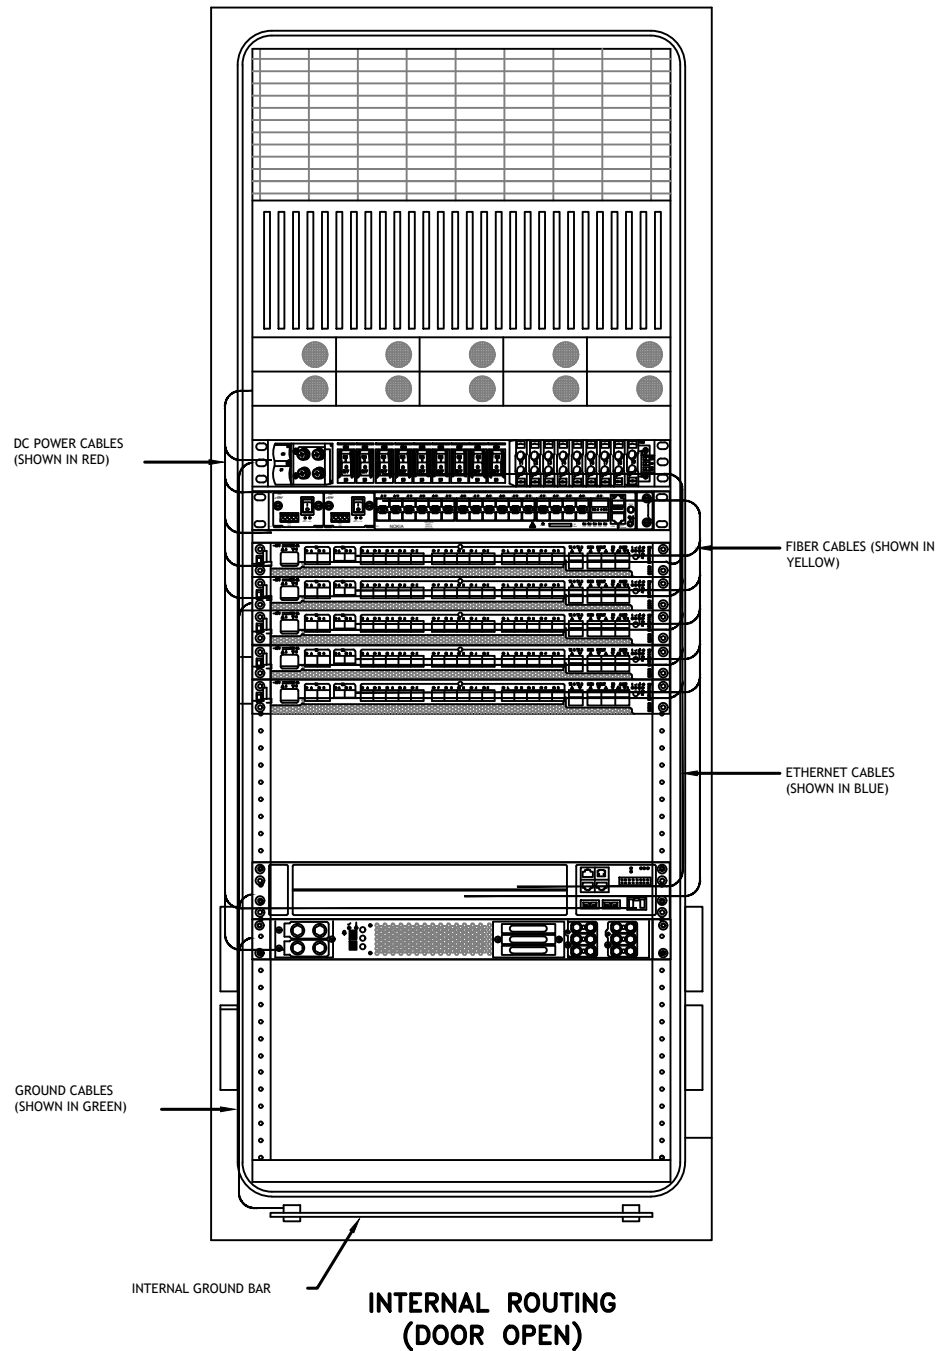 DC POWER CABLES
(SHOWN IN RED)
NOKIA
FIBER CABLES (SHOWN IN
YELLOW)
ETHERNET CABLES
(SHOWN IN BLUE)
GROUND CABLES
(SHOWN IN GREEN)
INTERNAL GROUND BAR
INTERNAL ROUTING
(DOOR OPEN)